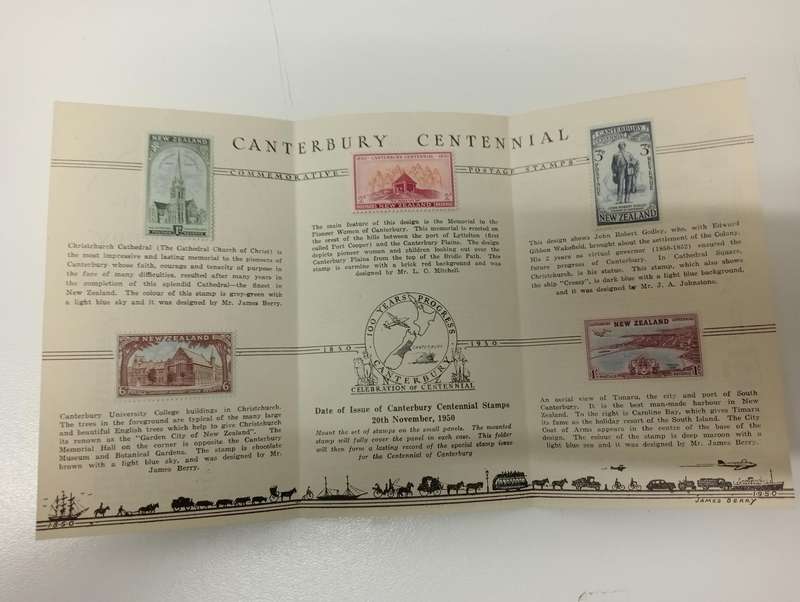 CANTERBURY CENTENNIAL
COMMEMORATIVE POSTAGE STAMPS
NEW ZEALAND
1D
Christchurch Cathedral (The Cathedral Church of Christ) is
the most impressive and lasting memorial to the pioneers of
Canterbury whose faith, courage and tenacity of purpose in
the face of many difficulties, resulted after many years in
the completion of this splendid Cathedral—the finest in
New Zealand. The colour of this stamp is grey-green with
a light blue sky and it was designed by Mr. James Berry.
1850 CANTERBURY CENTENNIAL 1950
NEW ZEALAND
The main feature of this design is the Memorial to the
Pioneer Women of Canterbury. This memorial is erected on
the crest of the hills between the port of Lyttelton (first
called Port Cooper) and the Canterbury Plains. The design
depicts pioneer women and children looking out over the
Canterbury Plains from the top of the Bridle Path. This
stamp is carmine with a brick red background and was
designed by Mr. L. C. Mitchell.
CANTERBURY
CENTENNIAL
3D
NEW ZEALAND
This design shows John Robert Godley, who, with Edward
Gibbon Wakefield, brought about the settlement of the Colony.
His 2 years as virtual governor (1850-1852) ensured the
future progress of Canterbury. In Cathedral Square,
Christchurch, is his statue. This stamp, which also shows
the ship "Cressy", is dark blue with a light blue background,
and it was designed by Mr. J. A. Johnstone.
NEW ZEALAND
6D 6D
Canterbury University College buildings in Christchurch.
The trees in the foreground are typical of the many large
and beautiful English trees which help to give Christchurch
its renown as the "Garden City of New Zealand". The
Memorial Hall on the corner is opposite the Canterbury
Museum and Botanical Gardens. The stamp is chocolate
brown with a light blue sky, and was designed by Mr.
James Berry.
100 YEARS' PROGRESS
CANTERBURY
1850 1950
CANTERBURY
CELEBRATION OF CENTENNIAL
Date of Issue of Canterbury Centennial Stamps
20th November, 1950
Mount the set of stamps on the small panels. The mounted
stamp will fully cover the panel in each case. This folder
will then form a lasting record of the special stamp issue
for the Centennial of Canterbury
NEW ZEALAND
An aerial view of Timaru, the city and port of South
Canterbury. It is the best man-made harbour in New
Zealand. To the right is Caroline Bay, which gives Timaru
its fame as the holiday resort of the South Island. The City
Coat of Arms appears in the centre of the base of the
design. The colour of the stamp is deep maroon with a
light blue sea and it was designed by Mr. James Berry.
1850
1950
JAMES BERRY